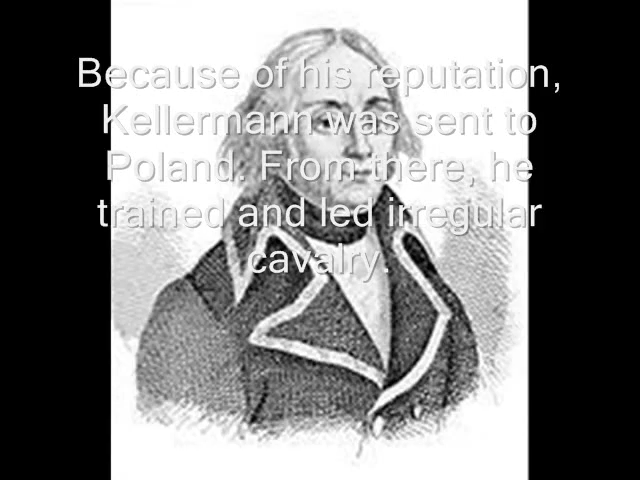 Because of his reputation,
Kellermann was sent to
Poland. From there, he
trained and led irregular
cavalry.